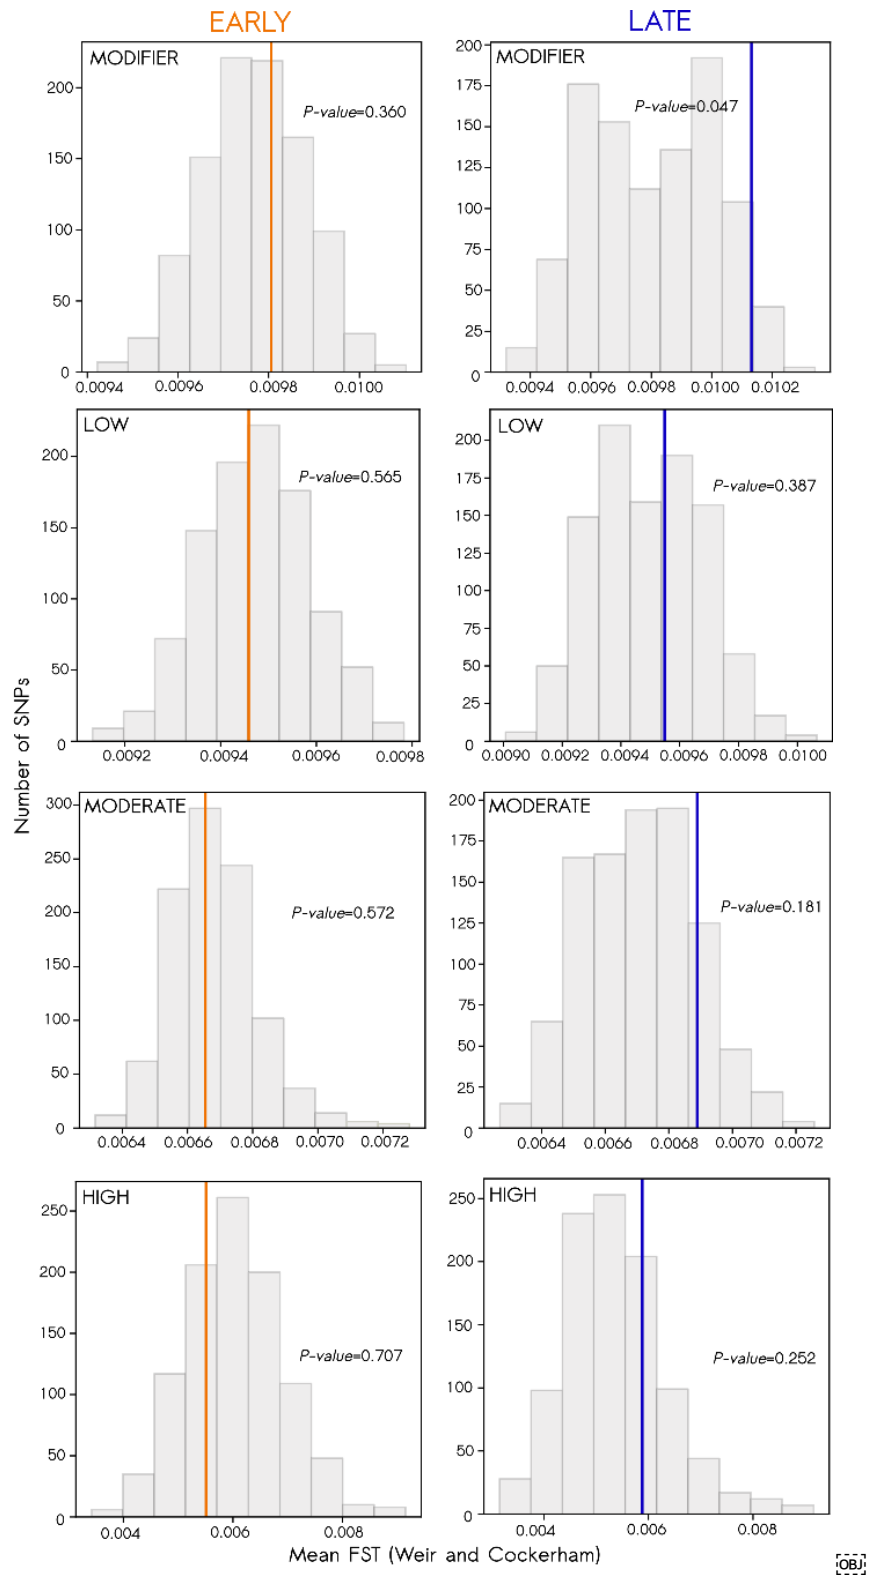 EARLY LATE
MODIFIER
P-value=0.360
200
150
100
50
0
0.0094 0.0096 0.0098 0.0100
MODIFIER
P-value=0.047
200
175
150
125
100
75
50
25
0
0.0094 0.0096 0.0098 0.0100 0.0102
LOW
P-value=0.565
200
150
100
50
0
0.0092 0.0094 0.0096 0.0098
LOW
P-value=0.387
200
175
150
125
100
75
50
25
0
0.0090 0.0092 0.0094 0.0096 0.0098 0.0100
Number of SNPs
MODERATE
P-value=0.572
300
250
200
150
100
50
0
0.0064 0.0066 0.0068 0.0070 0.0072
MODERATE
P-value=0.181
200
175
150
125
100
75
50
25
0
0.0064 0.0066 0.0068 0.0070 0.0072
HIGH
P-value=0.707
250
200
150
100
50
0
0.004 0.006 0.008
HIGH
P-value=0.252
250
200
150
100
50
0
0.004 0.006 0.008
Mean FST (Weir and Cockerham)
OBJ